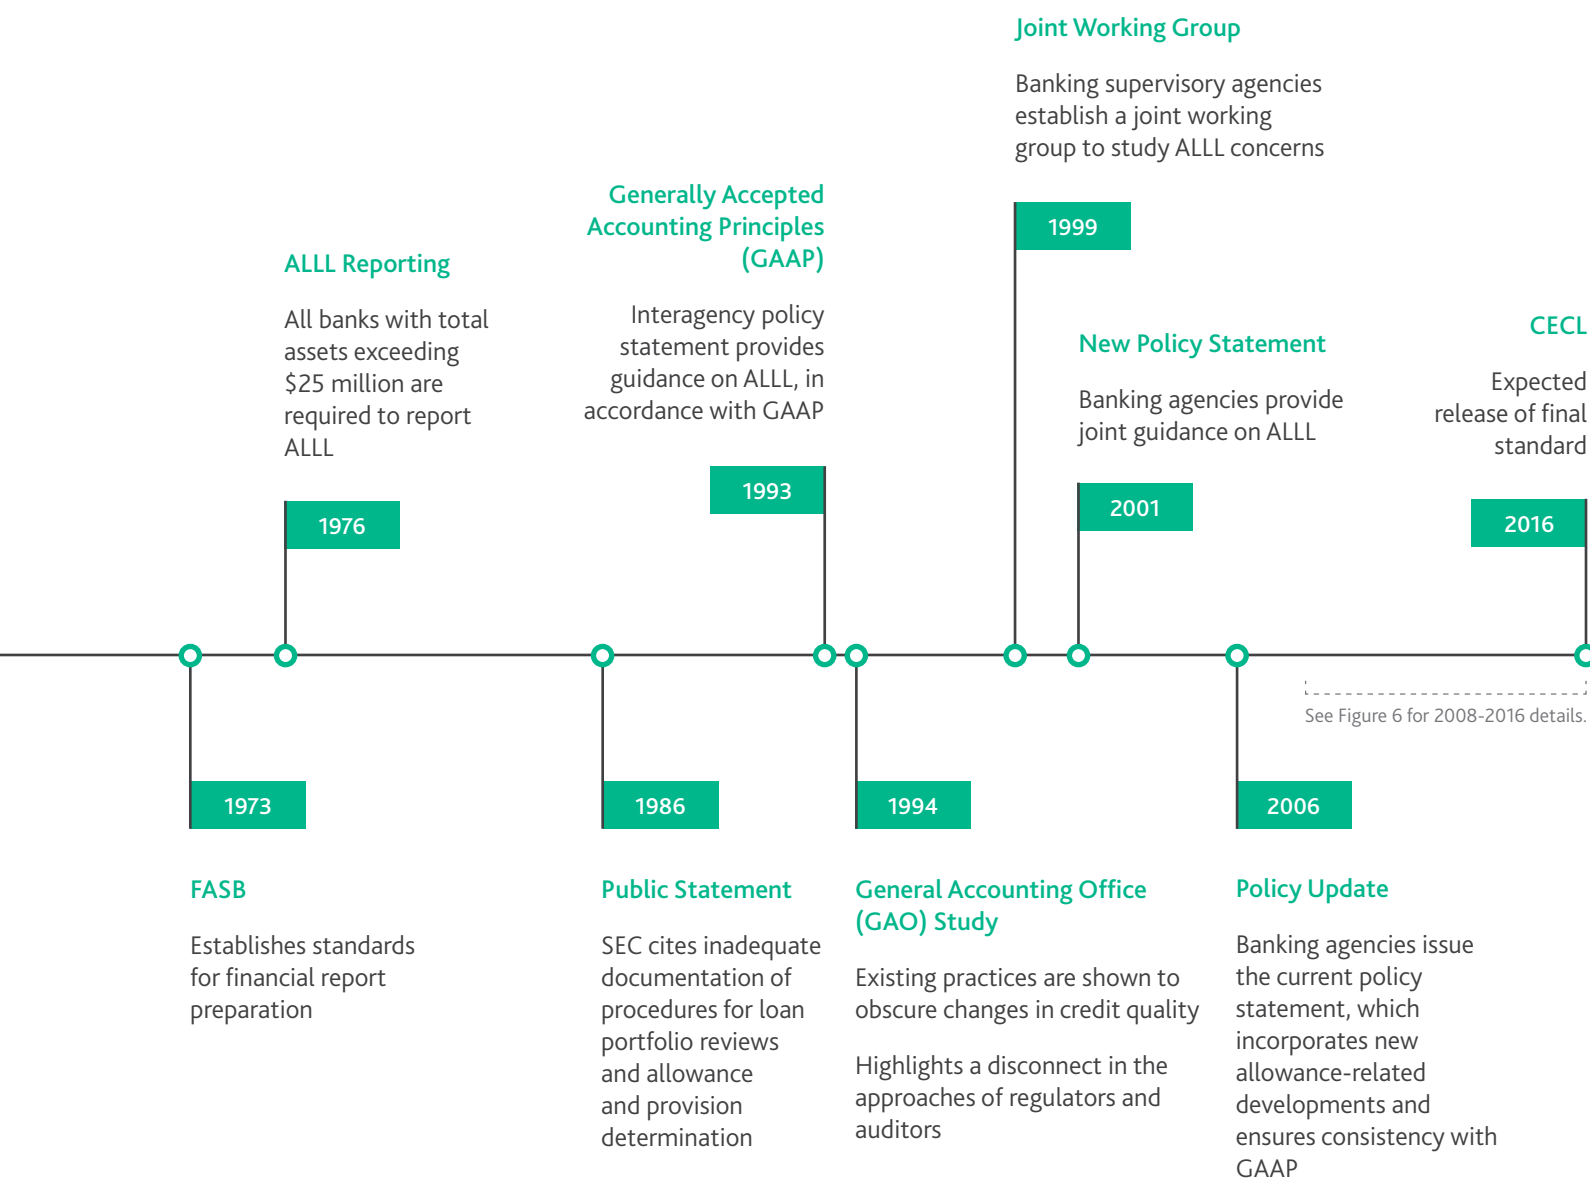 Joint Working Group
Banking supervisory agencies
establish a joint working
group to study ALLL concerns
1999
Generally Accepted
Accounting Principles
(GAAP)
Interagency policy
statement provides
guidance on ALLL, in
accordance with GAAP
1993
ALLL Reporting
All banks with total
assets exceeding
$25 million are
required to report
ALLL
1976
New Policy Statement
Banking agencies provide
joint guidance on ALLL
2001
CECL
Expected
release of final
standard
2016
See Figure 6 for 2008-2016 details.
1973
FASB
Establishes standards
for financial report
preparation
1986
Public Statement
SEC cites inadequate
documentation of
procedures for loan
portfolio reviews
and allowance
and provision
determination
1994
General Accounting Office
(GAO) Study
Existing practices are shown to
obscure changes in credit quality
Highlights a disconnect in the
approaches of regulators and
auditors
2006
Policy Update
Banking agencies issue
the current policy
statement, which
incorporates new
allowance-related
developments and
ensures consistency with
GAAP